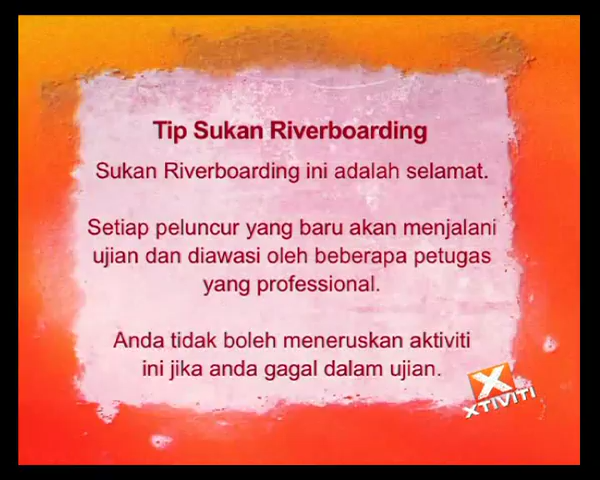 Tip Sukan Riverboarding
Sukan Riverboarding ini adalah selamat.
Setiap peluncur yang baru akan menjalani
ujian dan diawasi oleh beberapa petugas
yang professional.
Anda tidak boleh meneruskan aktiviti
ini jika anda gagal dalam ujian.
X
XTIVITI